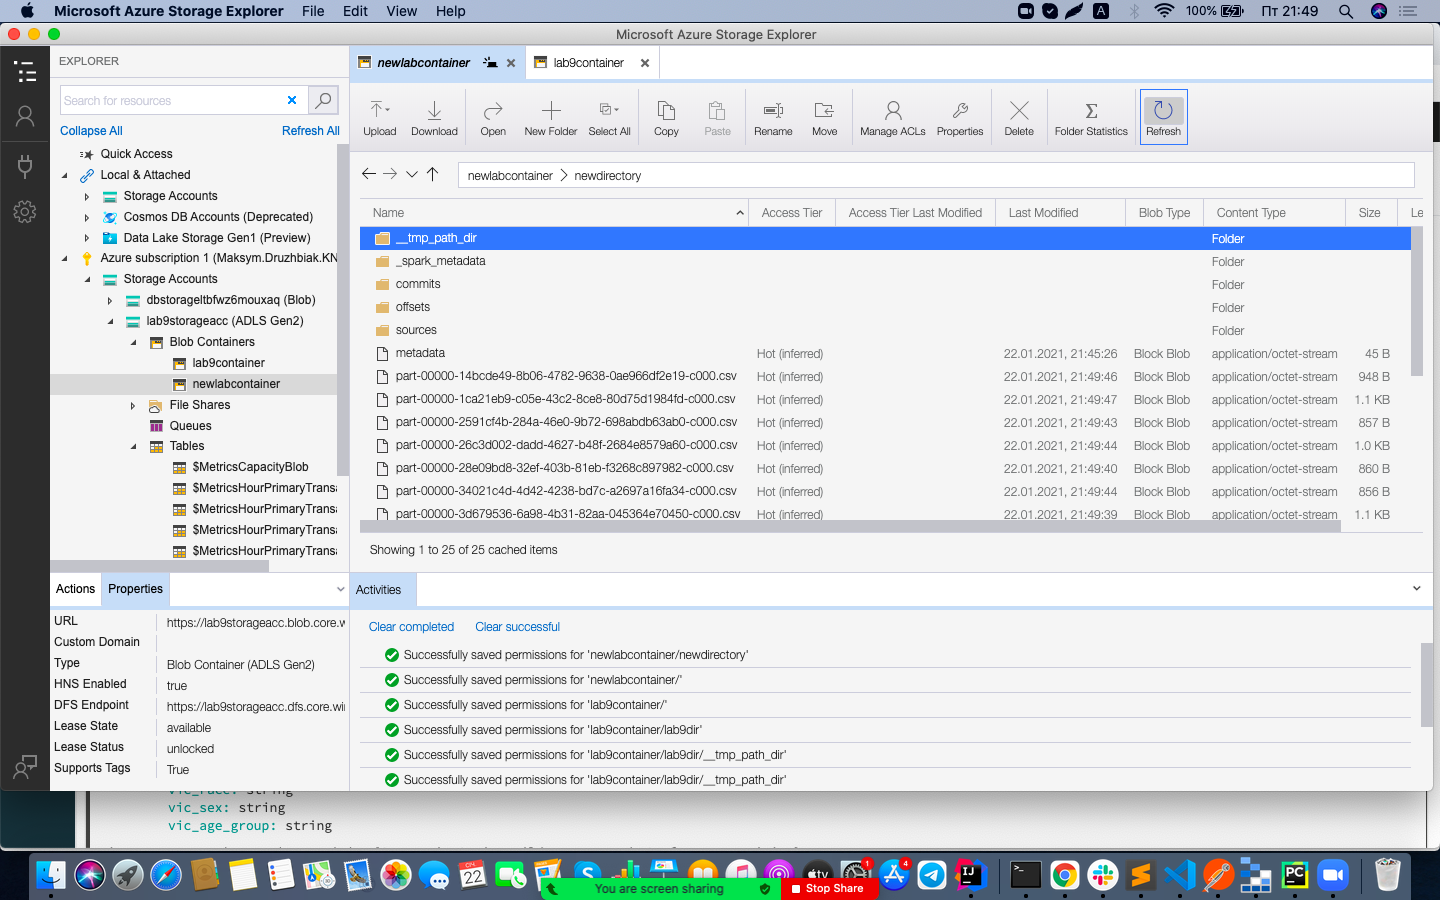 Microsoft Azure Storage Explorer File Edit View Help 100% Пт 21:49
Microsoft Azure Storage Explorer
EXPLORER
Search for resources
Collapse All Refresh All
Quick Access
Local & Attached
Storage Accounts
Cosmos DB Accounts (Deprecated)
Data Lake Storage Gen1 (Preview)
Azure subscription 1 (Maksym.Druzhbiak.KN
Storage Accounts
dbstorageltbfwz6mouxaq (Blob)
lab9storageacc (ADLS Gen2)
Blob Containers
lab9container
newlabcontainer
File Shares
Queues
Tables
$MetricsCapacityBlob
$MetricsHourPrimaryTransa
$MetricsHourPrimaryTransa
$MetricsHourPrimaryTransa
$MetricsHourPrimaryTransa
Actions Properties
URL https://lab9storageacc.blob.core.w
Custom Domain
Type Blob Container (ADLS Gen2)
HNS Enabled true
DFS Endpoint https://lab9storageacc.dfs.core.wi
Lease State available
Lease Status unlocked
Supports Tags True
newlabcontainer lab9container
Upload Download Open New Folder Select All Copy Paste Rename Move Manage ACLs Properties Delete Folder Statistics Refresh
newlabcontainer newdirectory
Name Access Tier Access Tier Last Modified Last Modified Blob Type Content Type Size Le
__tmp_path_dir Folder
_spark_metadata Folder
commits Folder
offsets Folder
sources Folder
metadata Hot (inferred) 22.01.2021, 21:45:26 Block Blob application/octet-stream 45 B
part-00000-14bcde49-8b06-4782-9638-0ae966df2e19-c000.csv Hot (inferred) 22.01.2021, 21:49:46 Block Blob application/octet-stream 948 B
part-00000-1ca21eb9-c05e-43c2-8ce8-80d75d1984fd-c000.csv Hot (inferred) 22.01.2021, 21:49:47 Block Blob application/octet-stream 1.1 KB
part-00000-2591cf4b-284a-46e0-9b72-698abdb63ab0-c000.csv Hot (inferred) 22.01.2021, 21:49:43 Block Blob application/octet-stream 857 B
part-00000-26c3d002-dadd-4627-b48f-2684e8579a60-c000.csv Hot (inferred) 22.01.2021, 21:49:44 Block Blob application/octet-stream 1.0 KB
part-00000-28e09bd8-32ef-403b-81eb-f3268c897982-c000.csv Hot (inferred) 22.01.2021, 21:49:40 Block Blob application/octet-stream 860 B
part-00000-34021c4d-4d42-4238-bd7c-a2697a16fa34-c000.csv Hot (inferred) 22.01.2021, 21:49:44 Block Blob application/octet-stream 856 B
part-00000-3d679536-6a98-4b31-82aa-045364e70450-c000.csv Hot (inferred) 22.01.2021, 21:49:39 Block Blob application/octet-stream 1.1 KB
Showing 1 to 25 of 25 cached items
Activities
Clear completed Clear successful
Successfully saved permissions for 'newlabcontainer/newdirectory'
Successfully saved permissions for 'newlabcontainer/'
Successfully saved permissions for 'lab9container/'
Successfully saved permissions for 'lab9container/lab9dir'
Successfully saved permissions for 'lab9container/lab9dir/__tmp_path_dir'
Successfully saved permissions for 'lab9container/lab9dir/__tmp_path_dir'
vic_race: string
vic_sex: string
vic_age_group: string
You are screen sharing Stop Share